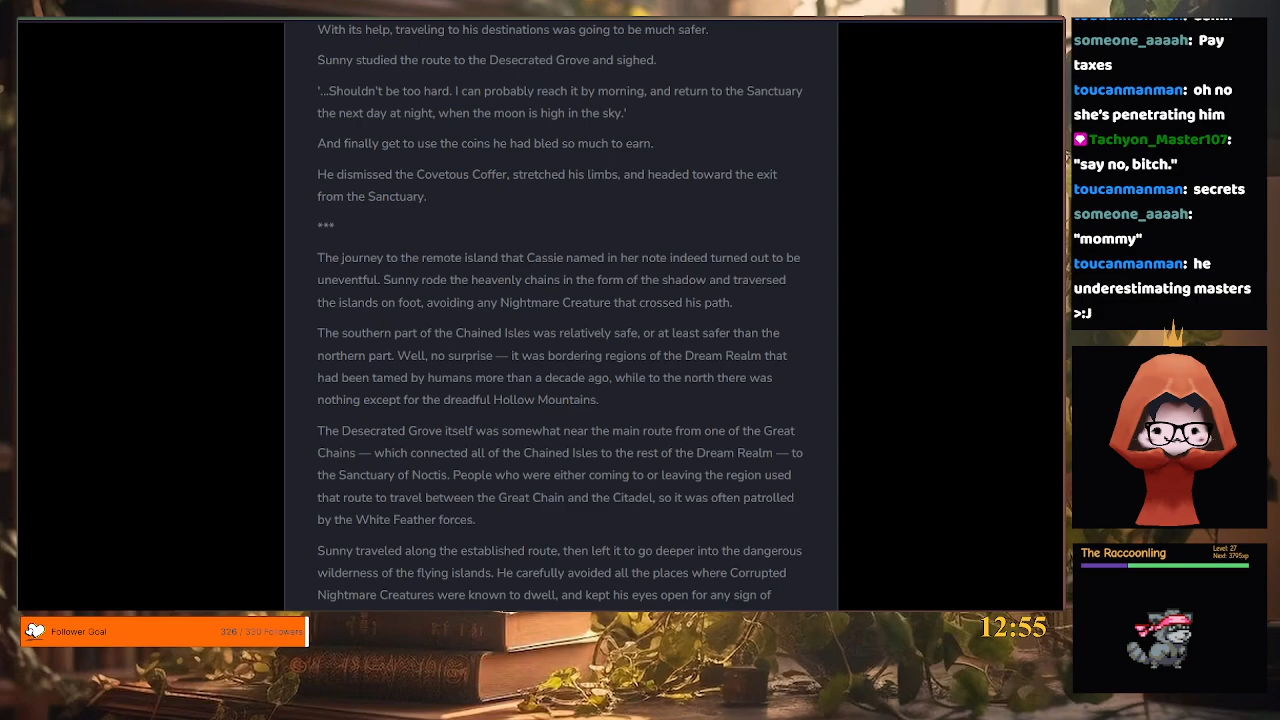 With its help, traveling to his destinations was going to be much safer.
Sunny studied the route to the Desecrated Grove and sighed.
'...Shouldn't be too hard. I can probably reach it by morning, and return to the Sanctuary
the next day at night, when the moon is high in the sky.'
And finally get to use the coins he had bled so much to earn.
He dismissed the Covetous Coffer, stretched his limbs, and headed toward the exit
from the Sanctuary.
***
The journey to the remote island that Cassie named in her note indeed turned out to be
uneventful. Sunny rode the heavenly chains in the form of the shadow and traversed
the islands on foot, avoiding any Nightmare Creature that crossed his path.
The southern part of the Chained Isles was relatively safe, or at least safer than the
northern part. Well, no surprise — it was bordering regions of the Dream Realm that
had been tamed by humans more than a decade ago, while to the north there was
nothing except for the dreadful Hollow Mountains.
The Desecrated Grove itself was somewhat near the main route from one of the Great
Chains — which connected all of the Chained Isles to the rest of the Dream Realm — to
the Sanctuary of Noctis. People who were either coming to or leaving the region used
that route to travel between the Great Chain and the Citadel, so it was often patrolled
by the White Feather forces.
Sunny traveled along the established route, then left it to go deeper into the dangerous
wilderness of the flying islands. He carefully avoided all the places where Corrupted
Nightmare Creatures were known to dwell, and kept his eyes open for any sign of
someone_aaaah: Pay
taxes
toucanmanman: oh no
she's penetrating him
Tachyon_Master107:
"say no, bitch."
toucanmanman: secrets
someone_aaaah:
"mommy"
toucanmanman: he
underestimating masters
>:J
The Raccoonling
Level: 27
Next: 3795xp
Follower Goal
326 / 330 Followers
12:55